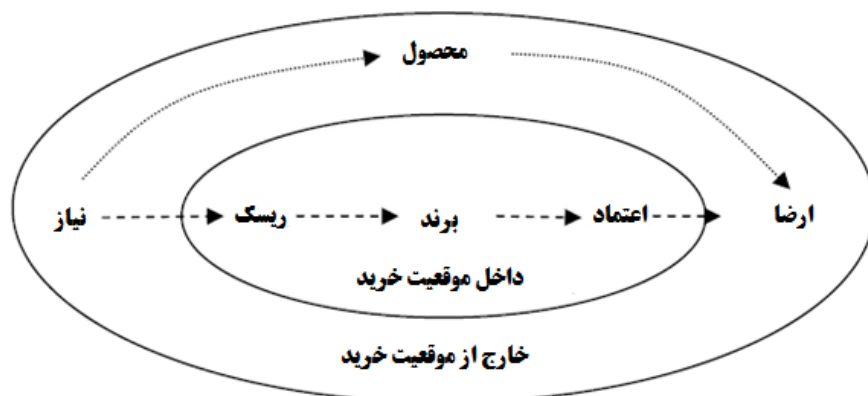 محصول
نیاز
ریسک
برند
اعتماد
ارضا
داخل موقعیت خرید
خارج از موقعیت خرید